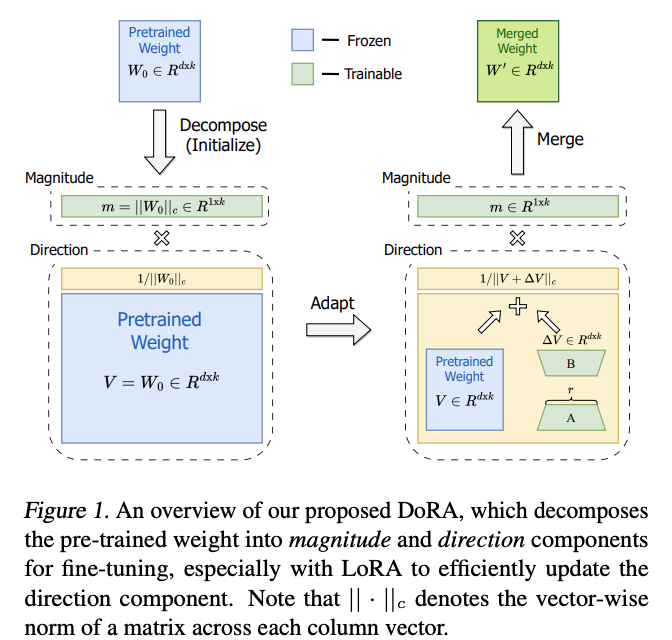 Pretrained
Weight
W₀ ∈ R^{dxk}
Decompose
(Initialize)
Magnitude
m = ||W₀||_c ∈ R^{1xk}
Direction
1/||W₀||_c
Pretrained
Weight
V = W₀ ∈ R^{dxk}
Frozen
Trainable
Adapt
Merged
Weight
W′ ∈ R^{dxk}
Merge
Magnitude
m ∈ R^{1xk}
Direction
1/||V + ΔV||_c
Pretrained
Weight
V ∈ R^{dxk}
ΔV ∈ R^{dxk}
B
r
A
Figure 1. An overview of our proposed DoRA, which decomposes
the pre-trained weight into magnitude and direction components
for fine-tuning, especially with LoRA to efficiently update the
direction component. Note that || · ||_c denotes the vector-wise
norm of a matrix across each column vector.